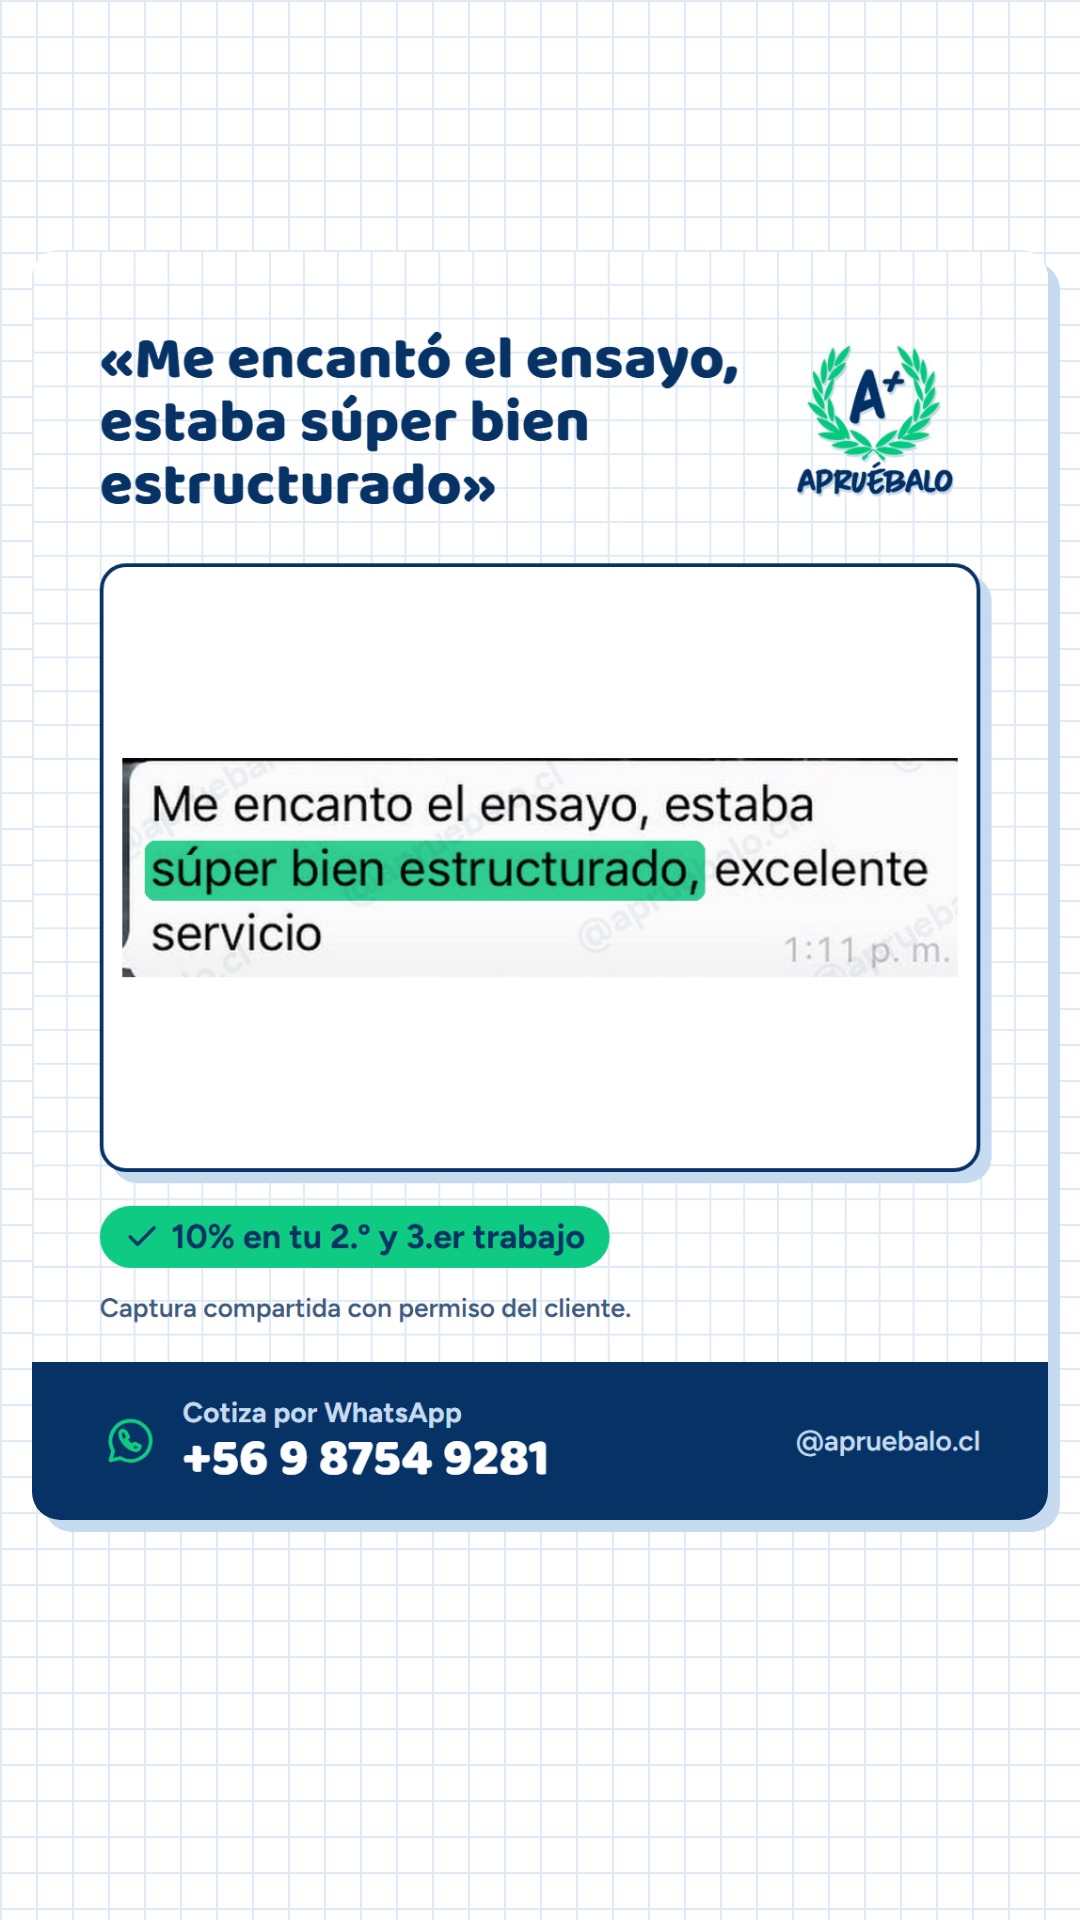 «Me encantó el ensayo,
estaba súper bien
estructurado»
A+
APRUÉBALO
Me encanto el ensayo, estaba
súper bien estructurado, excelente
servicio
1:11 p. m.
✓ 10% en tu 2.º y 3.er trabajo
Captura compartida con permiso del cliente.
Cotiza por WhatsApp
+56 9 8754 9281
@apruebalo.cl